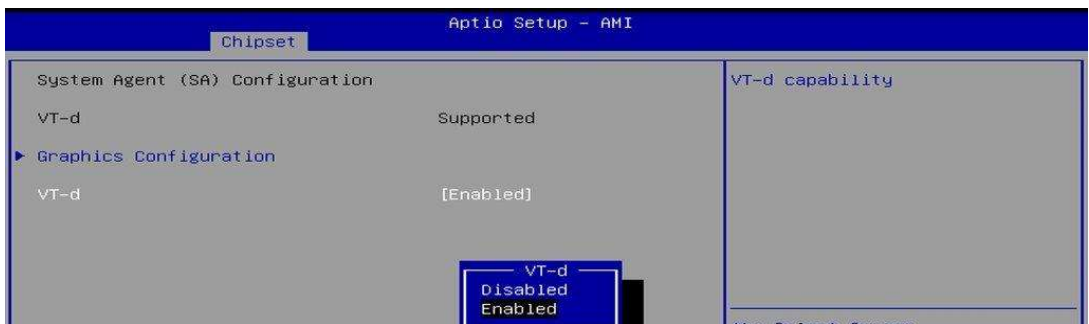 Aptio Setup - AMI
Chipset
System Agent (SA) Configuration
VT-d capability
VT-d Supported
Graphics Configuration
VT-d [Enabled]
VT-d
Disabled
Enabled